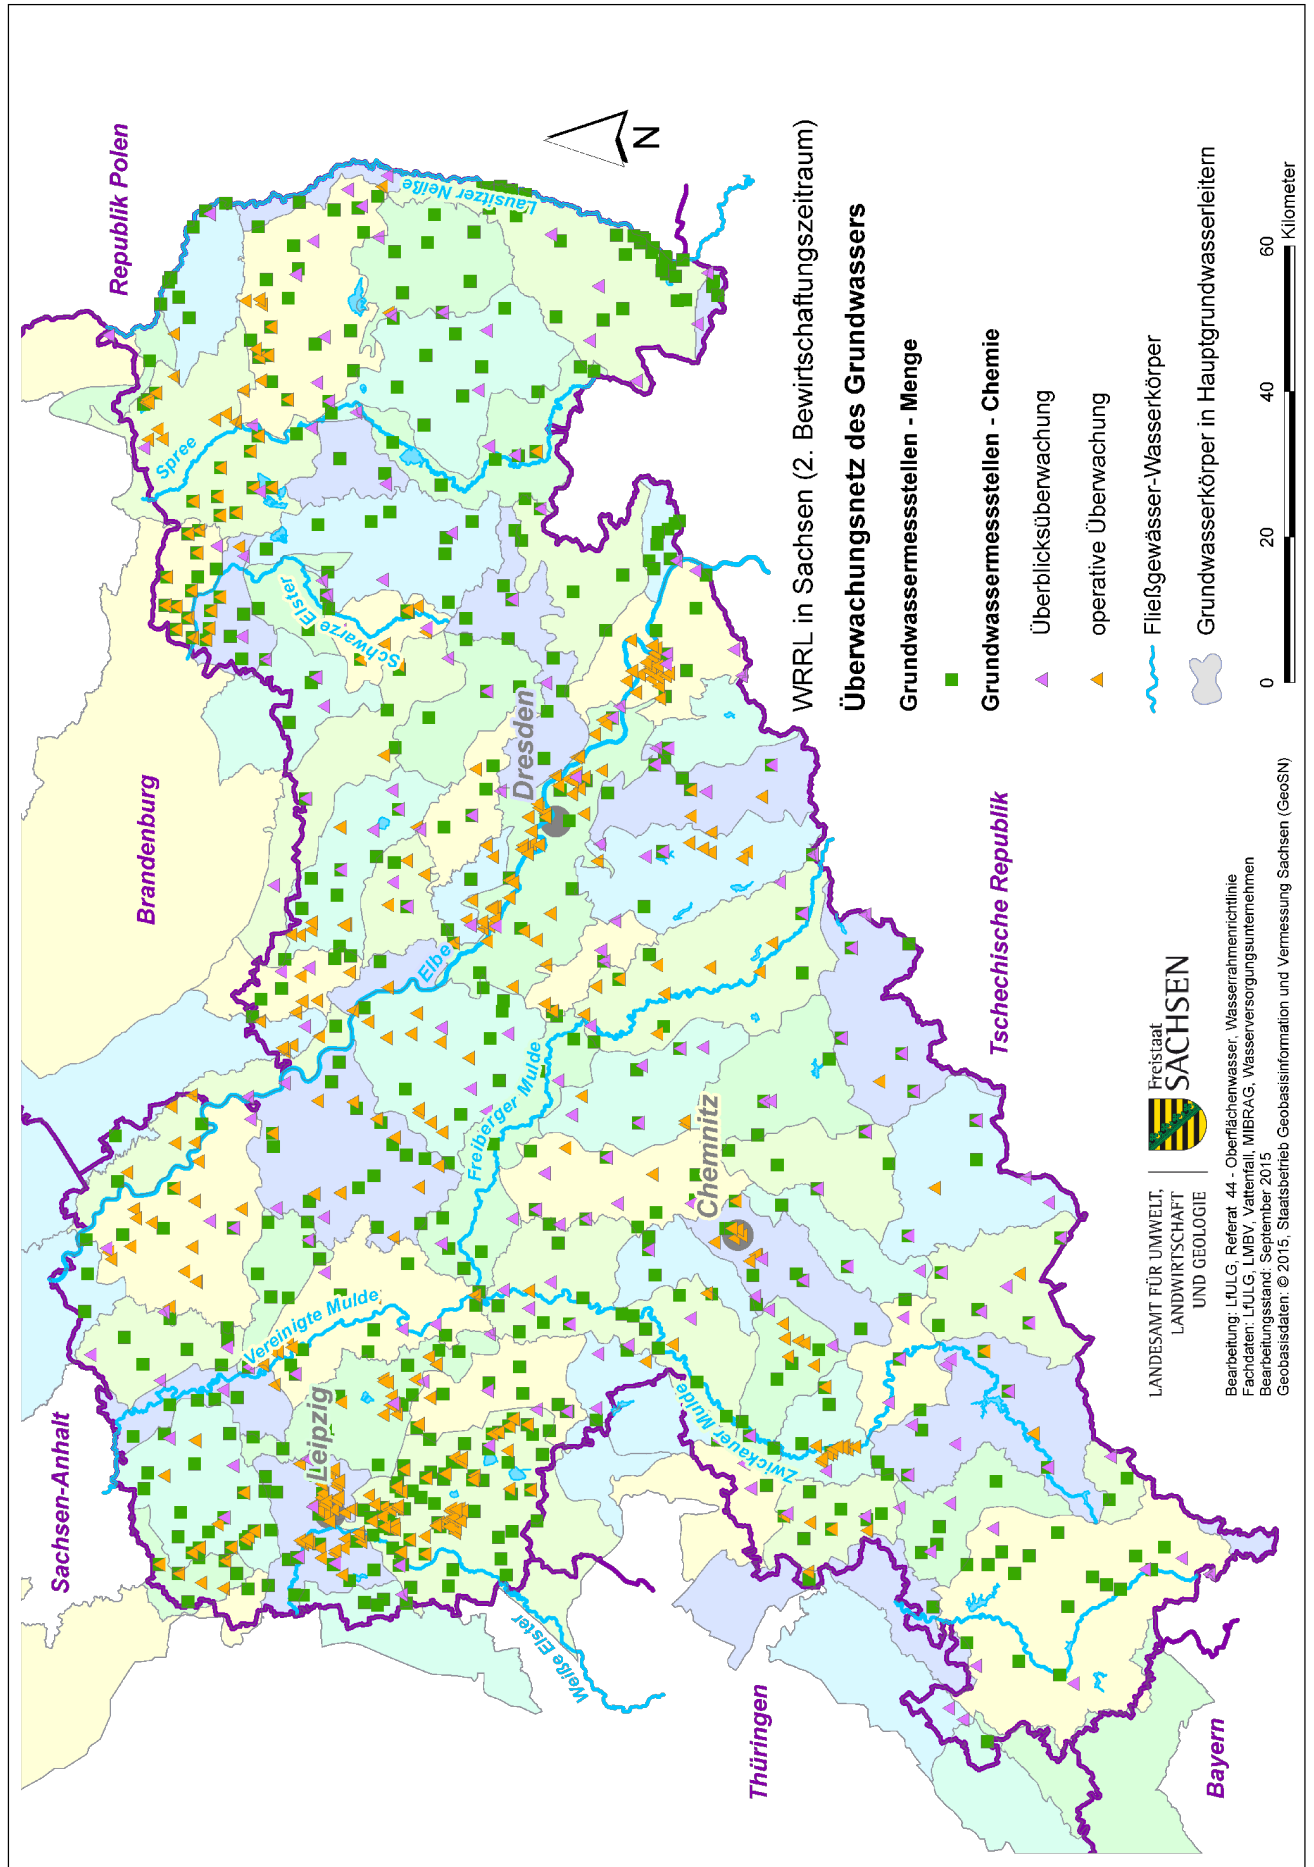 Republik Polen
Brandenburg
Sachsen-Anhalt
Thüringen
Bayern
Tschechische Republik
Lausitzer Neiße
Spree
Schwarze Elster
Elbe
Freiberger Mulde
Vereinigte Mulde
Zwickauer Mulde
Weiße Elster
Dresden
Chemnitz
Leipzig
N
WRRL in Sachsen (2. Bewirtschaftungszeitraum)
Überwachungsnetz des Grundwassers
Grundwassermessstellen - Menge
Grundwassermessstellen - Chemie
Überblicksüberwachung
operative Überwachung
Fließgewässer-Wasserkörper
Grundwasserkörper in Hauptgrundwasserleiten
0 20 40 60
Kilometer
LANDESAMT FÜR UMWELT,
LANDWIRTSCHAFT
UND GEOLOGIE
Freistaat
SACHSEN
Bearbeitung: LfULG, Referat 44 - Oberflächenwasser, Wasserrahmenrichtlinie
Fachdaten: LfULG, LMBV, Vattenfall, MIBRAG, Wasserversorgungsunternehmen
Bearbeitungsstand: September 2015
Geobasisdaten: © 2015, Staatsbetrieb Geobasisinformation und Vermessung Sachsen (GeoSN)